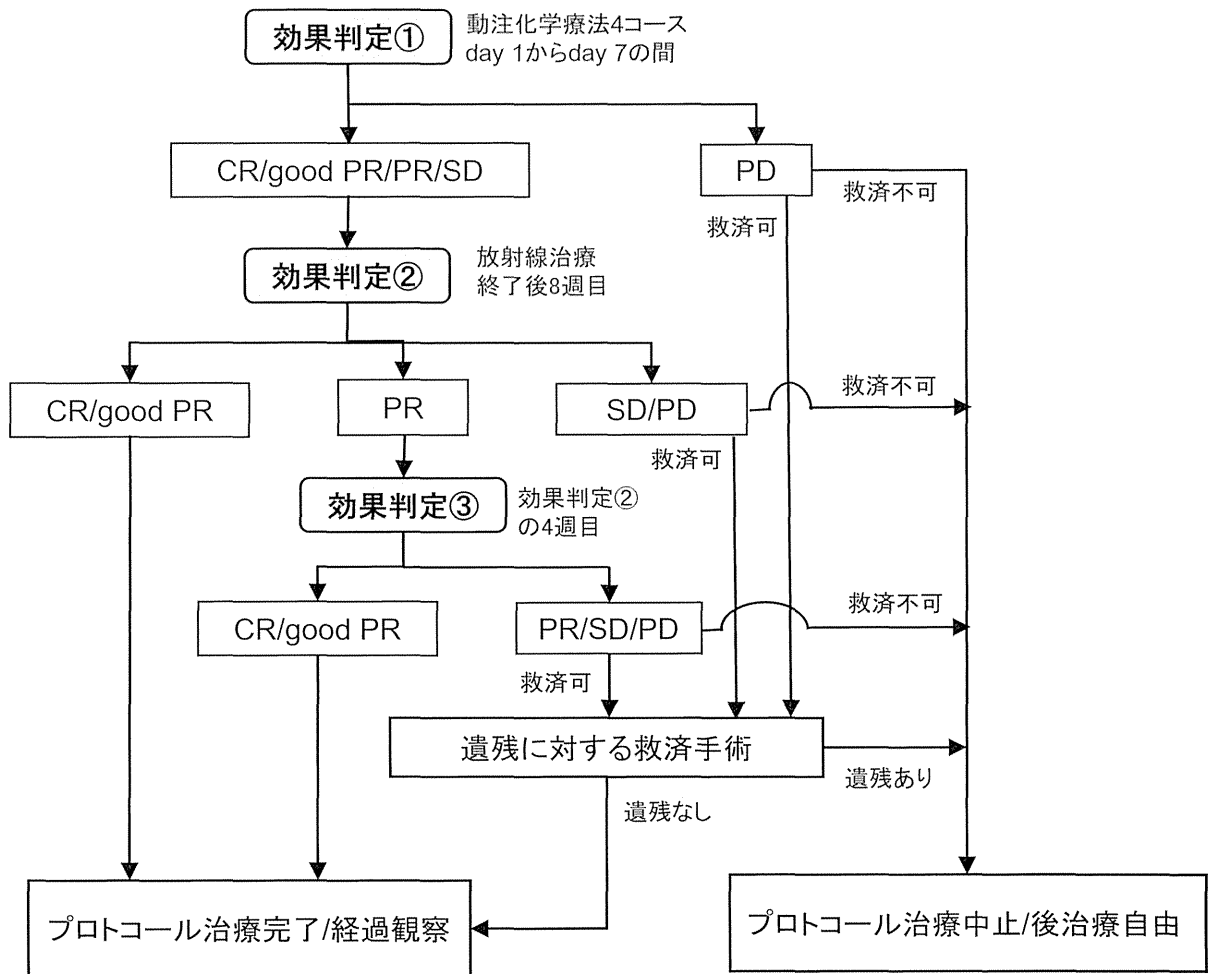 効果判定①
動注化学療法4コース
day 1からday 7の間
CR/good PR/PR/SD
PD
救済不可
救済可
効果判定②
放射線治療
終了後8週目
CR/good PR
PR
SD/PD
救済不可
救済可
効果判定③
効果判定②
の4週目
CR/good PR
PR/SD/PD
救済不可
救済可
遺残に対する救済手術
遺残あり
遺残なし
プロトコール治療完了/経過観察
プロトコール治療中止/後治療自由